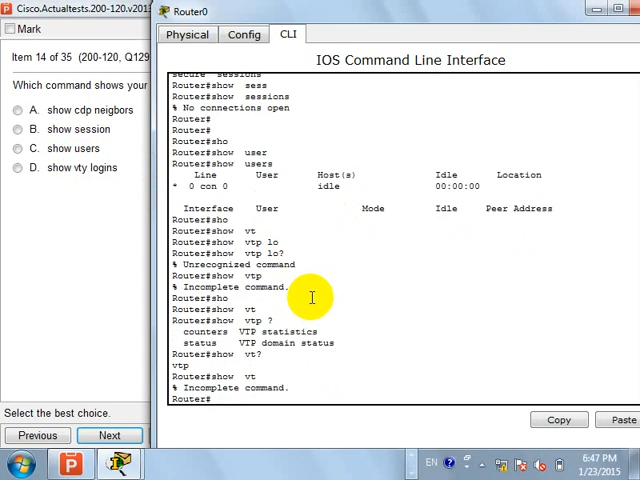 Cisco.Actualtests.200-120.v2013
Mark
Item 14 of 35 (200-120, Q129
Which command shows your
A. show cdp neigbors
B. show session
C. show users
D. show vty logins
Select the best choice.
Previous
Next
Router0
Physical
Config
CLI
IOS Command Line Interface
secure sessions
Router#show sess
Router#show sessions
% No connections open
Router#
Router#
Router#sho
Router#show user
Router#show users
Line User Host(s) Idle Location
* 0 con 0 idle 00:00:00
Interface User Mode Idle Peer Address
Router#sho
Router#show vt
Router#show vtp lo
Router#show vtp lo?
% Unrecognized command
Router#show vtp
% Incomplete command.
Router#sho
Router#show vt
Router#show vtp ?
counters VTP statistics
status VTP domain status
Router#show vt?
vtp
Router#show vt
% Incomplete command.
Router#
Copy
Paste
EN
6:47 PM
1/23/2015